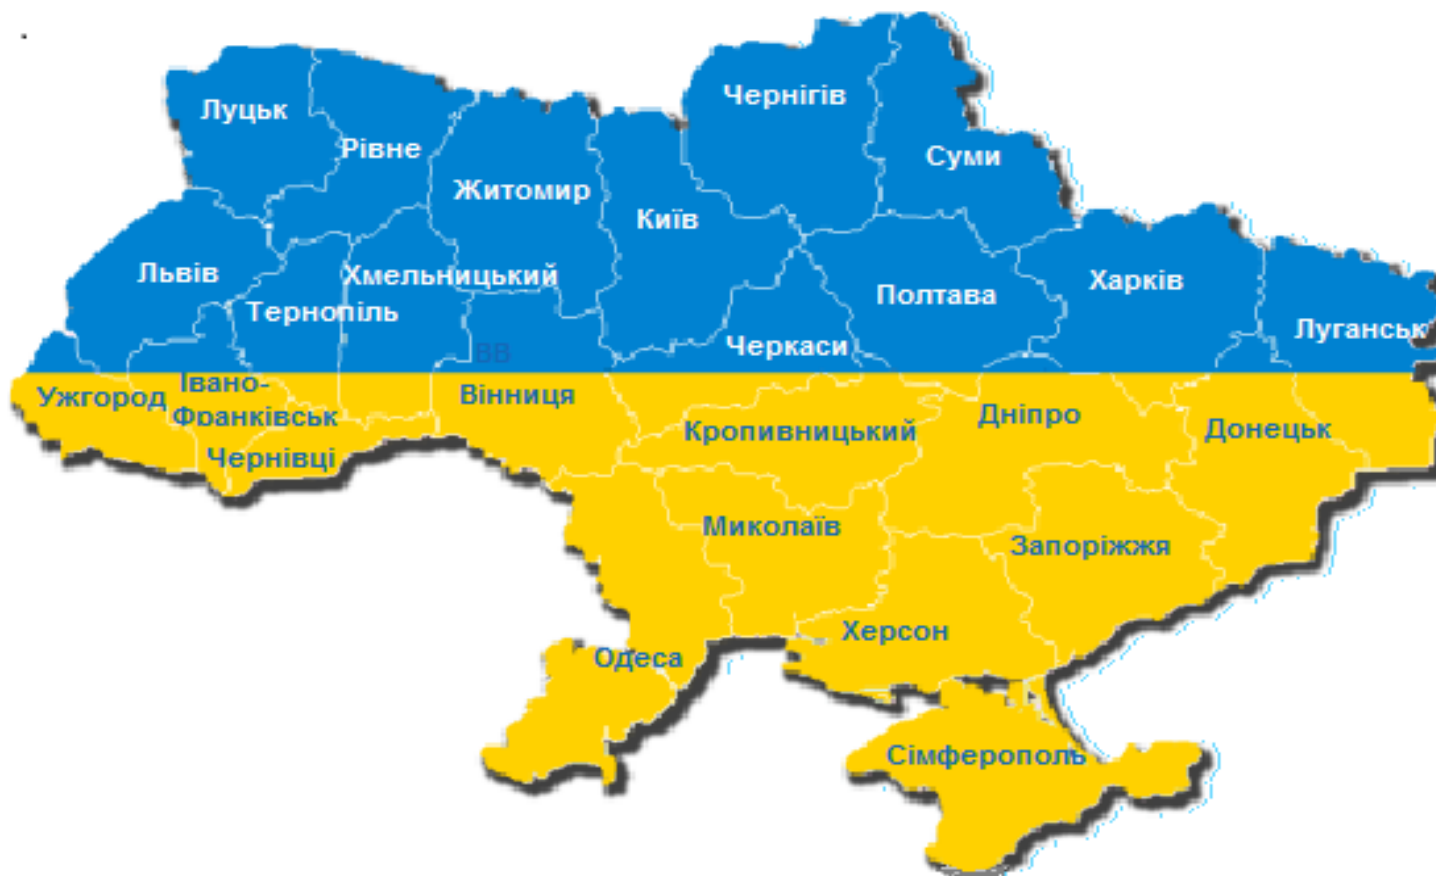 Луцьк
Рівне
Чернігів
Суми
Житомир
Київ
Львів
Хмельницький
Тернопіль
Полтава
Харків
Луганськ
Черкаси
ВВ
Ужгород
Івано-
Франківськ
Чернівці
Вінниця
Кропивницький
Дніпро
Донецьк
Миколаїв
Запоріжжя
Херсон
Одеса
Сімферополь